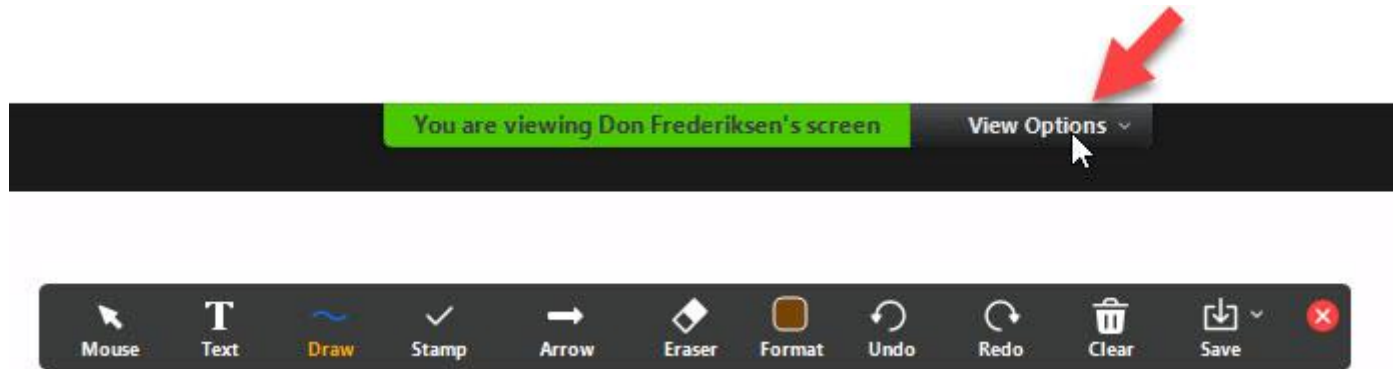 You are viewing Don Frederiksen's screen View Options
Mouse Text Draw Stamp Arrow Eraser Format Undo Redo Clear Save